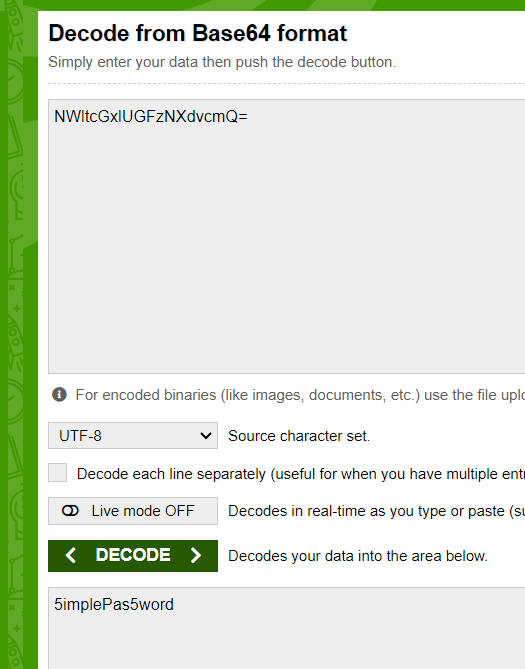 Decode from Base64 format
Simply enter your data then push the decode button.
NWltcGxlUGFzNXdvcmQ=
For encoded binaries (like images, documents, etc.) use the file uplo
UTF-8 Source character set.
Decode each line separately (useful for when you have multiple entr
Live mode OFF Decodes in real-time as you type or paste (su
< DECODE > Decodes your data into the area below.
5implePas5word